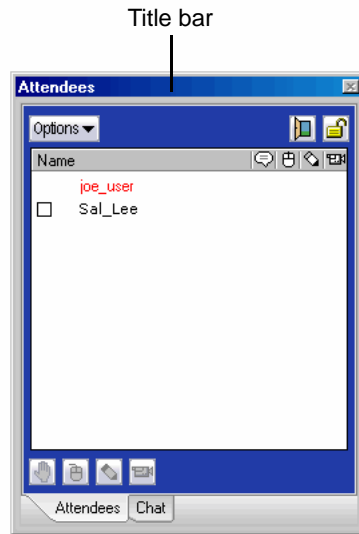 Title bar
Attendees
Options
Name
joe_user
Sal_Lee
Attendees Chat